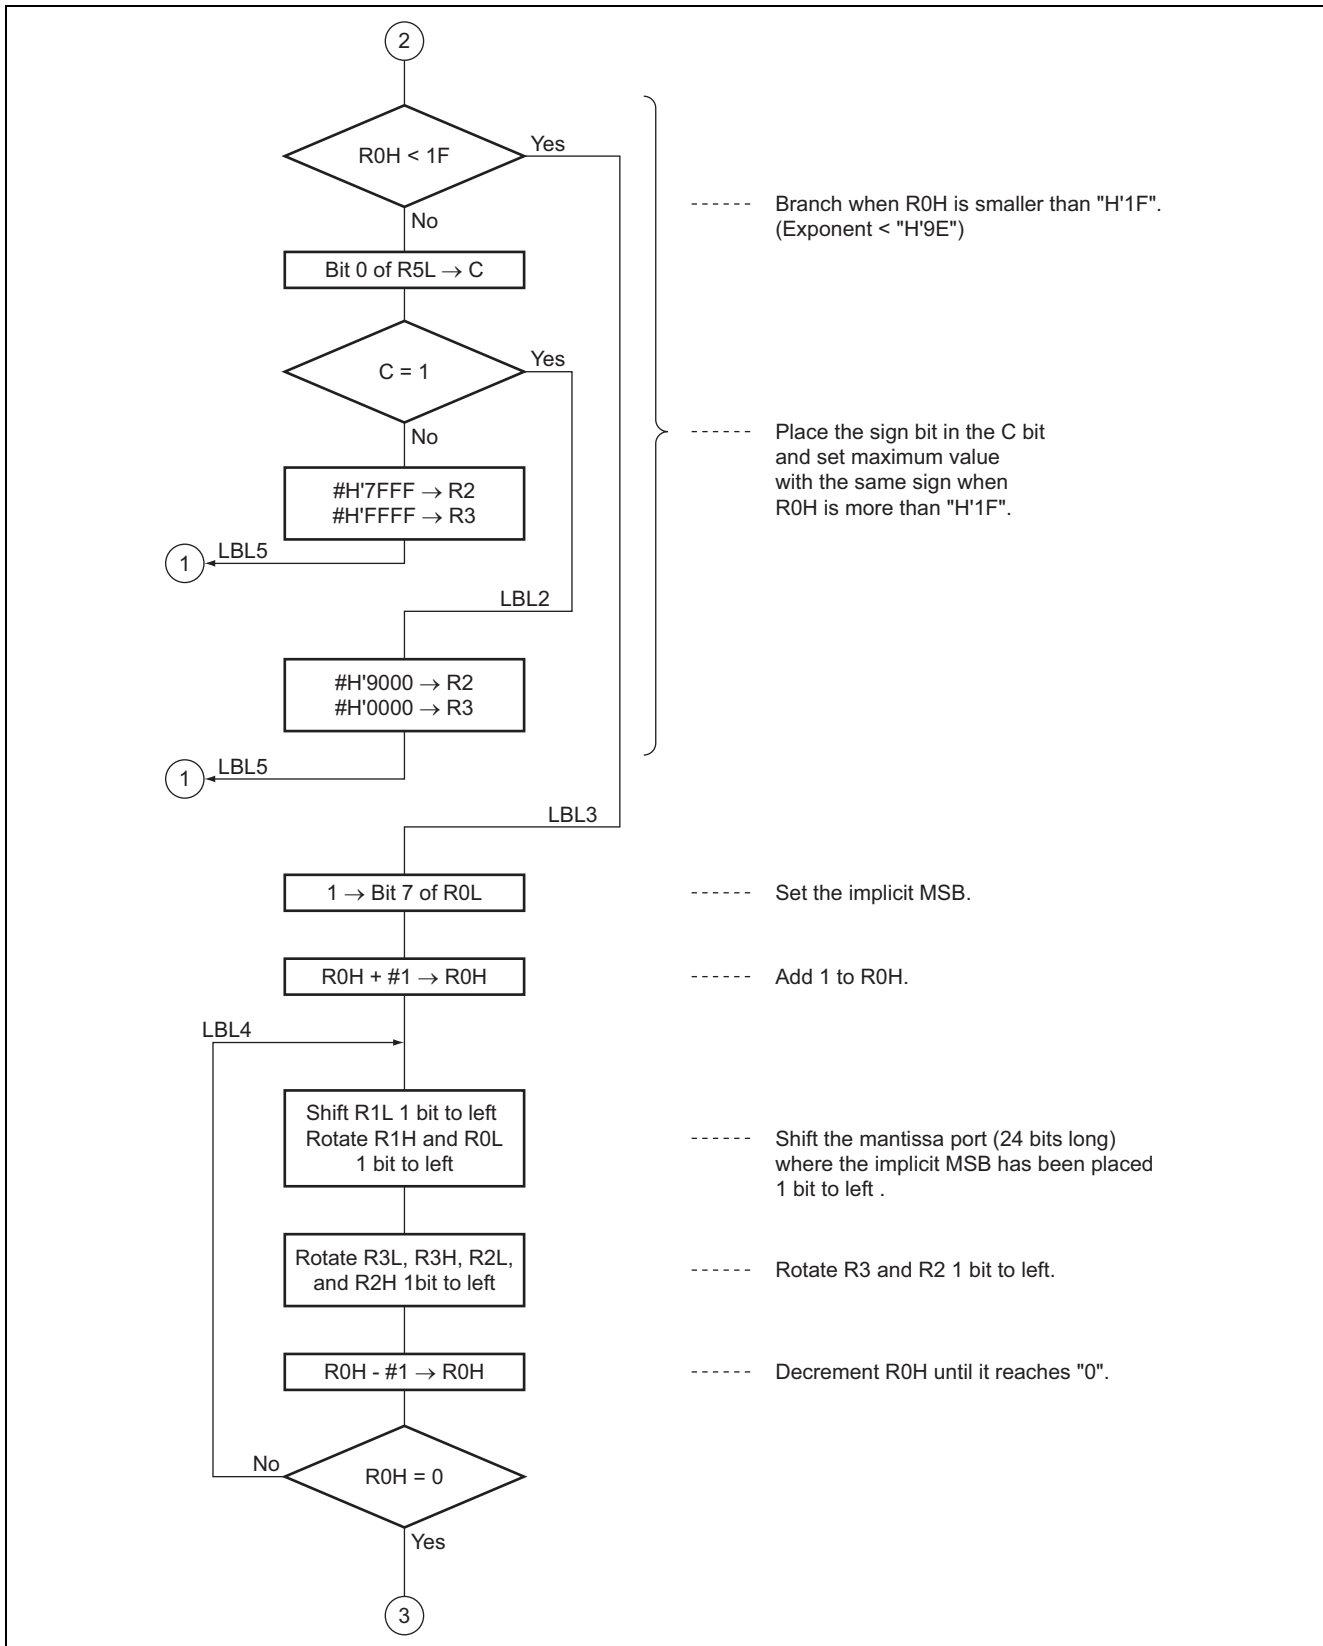 2
R0H < 1F
Yes
No
Branch when R0H is smaller than "H'1F".
(Exponent < "H'9E")
Bit 0 of R5L → C
C = 1
Yes
No
Place the sign bit in the C bit
and set maximum value
with the same sign when
R0H is more than "H'1F".
#H'7FFF → R2
#H'FFFF → R3
LBL5
1
LBL2
#H'9000 → R2
#H'0000 → R3
LBL5
1
LBL3
1 → Bit 7 of R0L
Set the implicit MSB.
R0H + #1 → R0H
Add 1 to R0H.
LBL4
Shift R1L 1 bit to left
Rotate R1H and R0L
1 bit to left
Shift the mantissa port (24 bits long)
where the implicit MSB has been placed
1 bit to left .
Rotate R3L, R3H, R2L,
and R2H 1bit to left
Rotate R3 and R2 1 bit to left.
R0H - #1 → R0H
Decrement R0H until it reaches "0".
No
R0H = 0
Yes
3